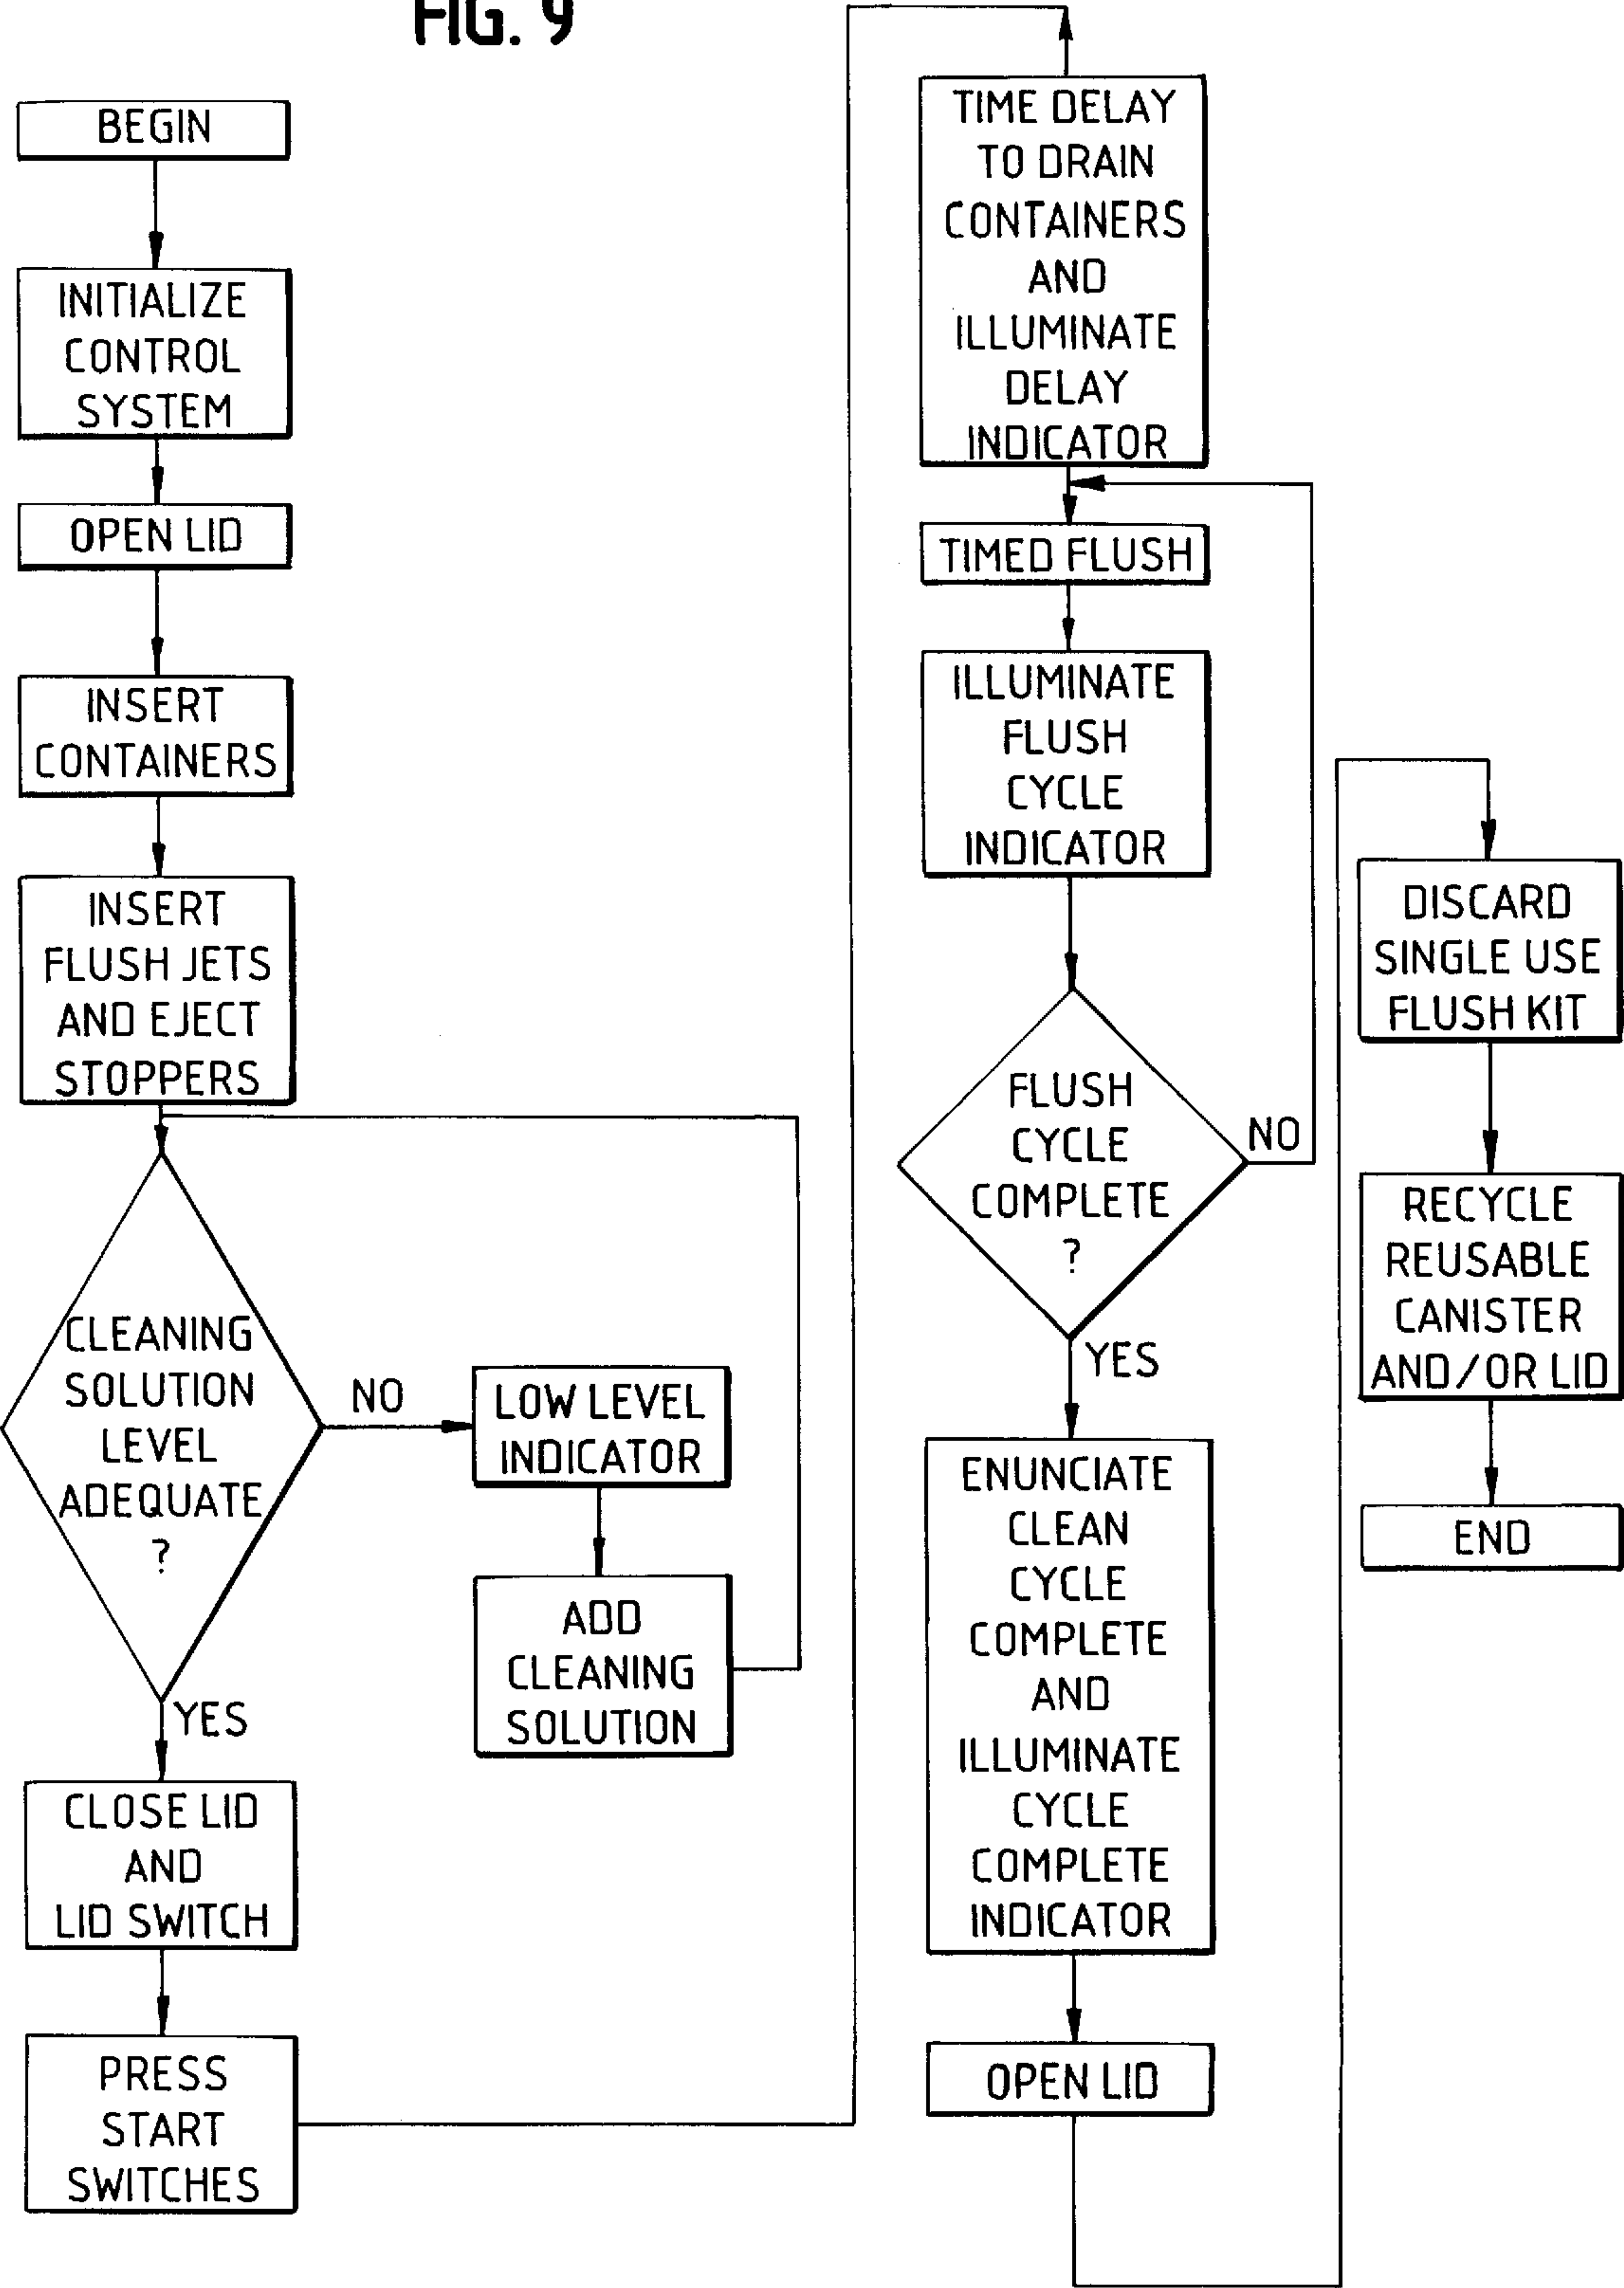 FIG. 9
BEGIN
INITIALIZE
CONTROL
SYSTEM
OPEN LID
INSERT
CONTAINERS
INSERT
FLUSH JETS
AND EJECT
STOPPERS
CLEANING
SOLUTION
LEVEL
ADEQUATE
?
NO
LOW LEVEL
INDICATOR
ADD
CLEANING
SOLUTION
YES
CLOSE LID
AND
LID SWITCH
PRESS
START
SWITCHES
TIME DELAY
TO DRAIN
CONTAINERS
AND
ILLUMINATE
DELAY
INDICATOR
TIMED FLUSH
ILLUMINATE
FLUSH
CYCLE
INDICATOR
FLUSH
CYCLE
COMPLETE
?
NO
YES
ENUNCIATE
CLEAN
CYCLE
COMPLETE
AND
ILLUMINATE
CYCLE
COMPLETE
INDICATOR
OPEN LID
DISCARD
SINGLE USE
FLUSH KIT
RECYCLE
REUSABLE
CANISTER
AND/OR LID
END